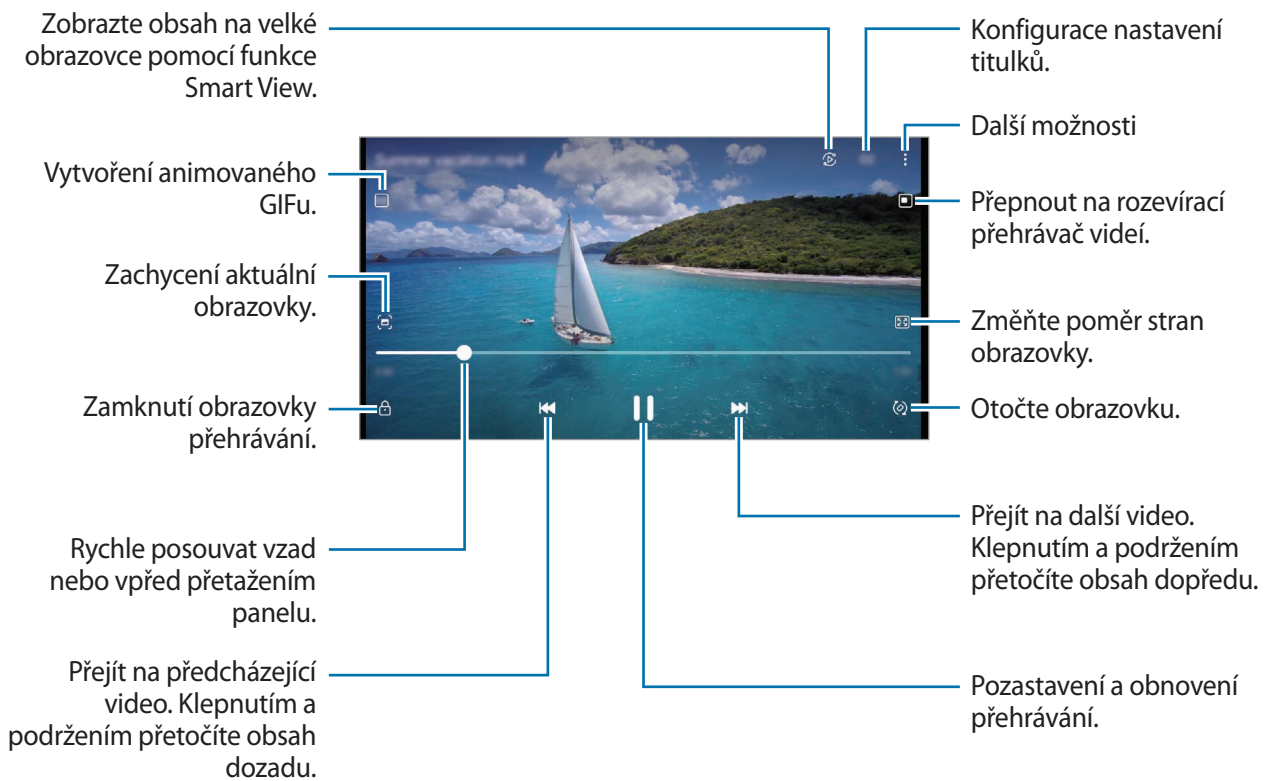 Zobrazte obsah na velké
obrazovce pomocí funkce
Smart View.
Konfigurace nastavení
titulků.
Další možnosti
Vytvoření animovaného
GIFu.
Přepnout na rozevírací
přehrávač videí.
Zachycení aktuální
obrazovky.
Změňte poměr stran
obrazovky.
Zamknutí obrazovky
přehrávání.
Otočte obrazovku.
Rychle posouvat vzad
nebo vpřed přetažením
panelu.
Přejít na další video.
Klepnutím a podržením
přetočíte obsah dopředu.
Přejít na předcházející
video. Klepnutím a
podržením přetočíte obsah
dozadu.
Pozastavení a obnovení
přehrávání.